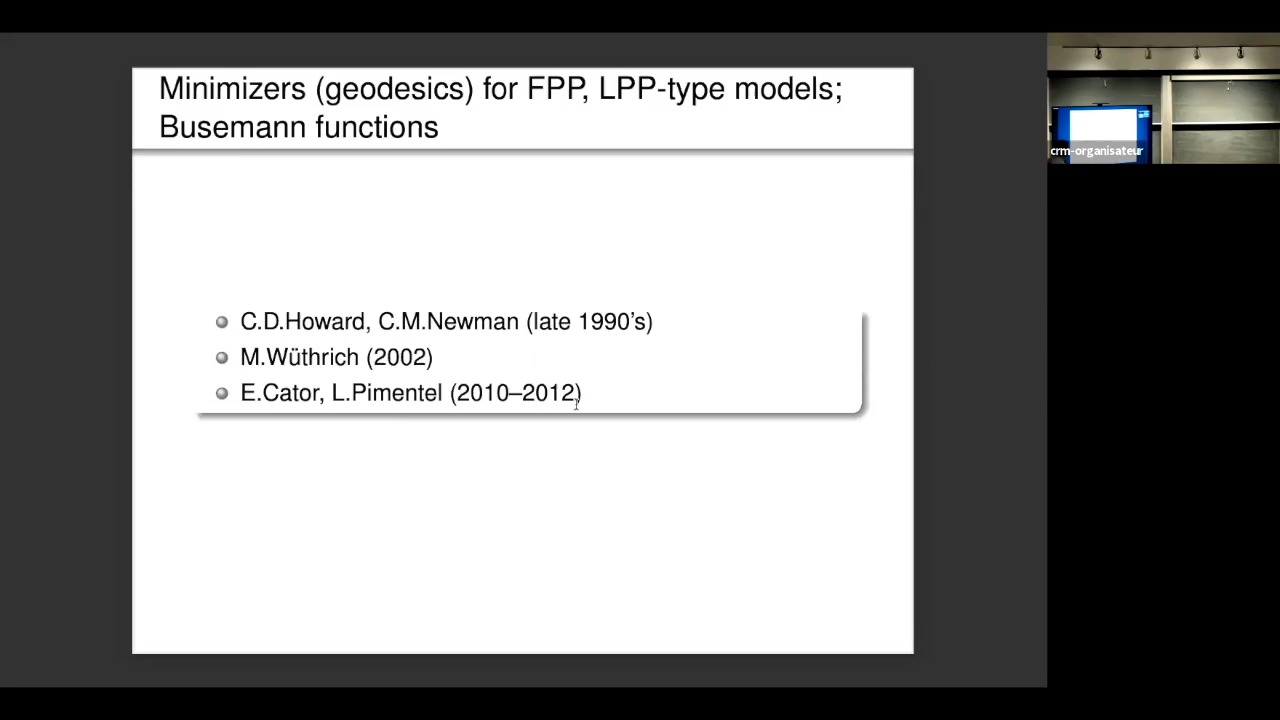 Minimizers (geodesics) for FPP, LPP-type models;
Busemann functions
C.D.Howard, C.M.Newman (late 1990's)
M.Wüthrich (2002)
E.Cator, L.Pimentel (2010–2012)
crm-organisateur